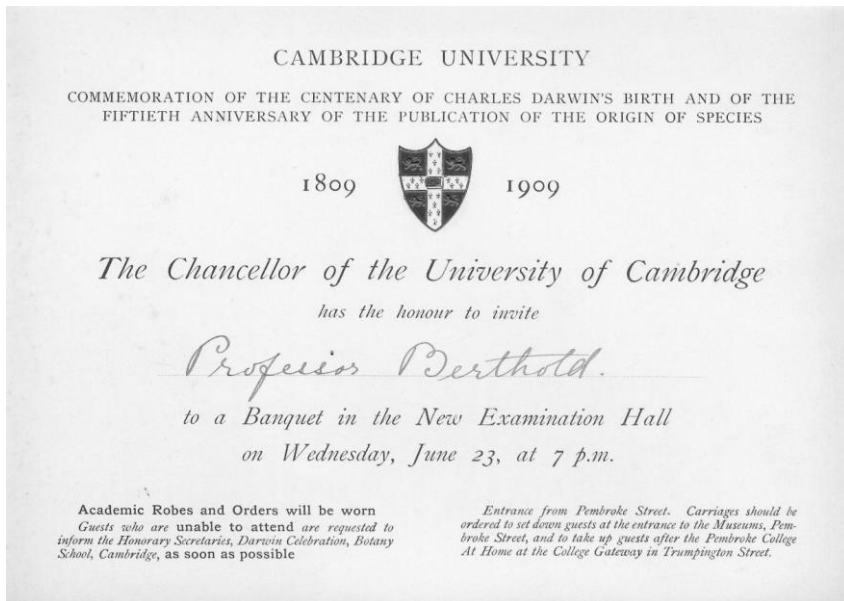 CAMBRIDGE UNIVERSITY
COMMEMORATION OF THE CENTENARY OF CHARLES DARWIN'S BIRTH AND OF THE
FIFTIETH ANNIVERSARY OF THE PUBLICATION OF THE ORIGIN OF SPECIES
1809 1909
The Chancellor of the University of Cambridge
has the honour to invite
Professor Berthold.
to a Banquet in the New Examination Hall
on Wednesday, June 23, at 7 p.m.
Academic Robes and Orders will be worn
Guests who are unable to attend are requested to
inform the Honorary Secretaries, Darwin Celebration, Botany
School, Cambridge, as soon as possible
Entrance from Pembroke Street. Carriages should be
ordered to set down guests at the entrance to the Museums, Pem-
broke Street, and to take up guests after the Pembroke College
At Home at the College Gateway in Trumpington Street.